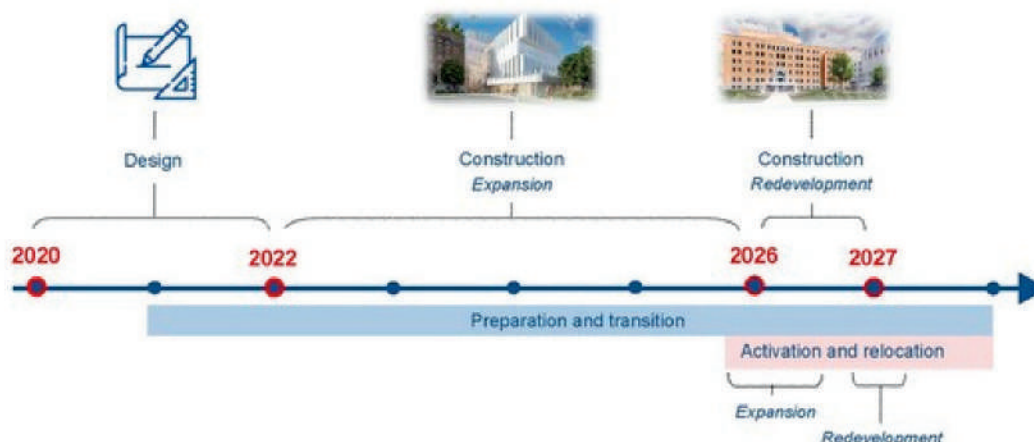 Design
Construction
Expansion
Construction
Redevelopment
2020
2022
2026
2027
Preparation and transition
Activation and relocation
Expansion
Redevelopment